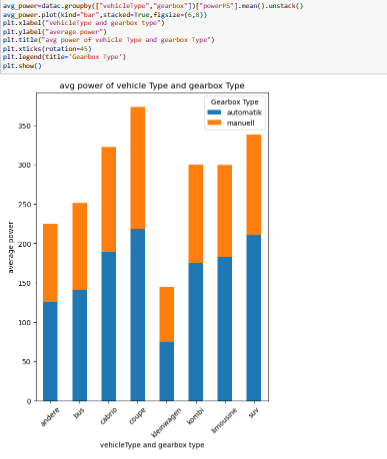 avg_power=datac.groupby(["vehicleType","gearbox"])["powerPS"].mean().unstack()
avg_power.plot(kind="bar",stacked=True,figsize=(6,8))
plt.xlabel("vehicleType and gearbox type")
plt.ylabel("average power")
plt.title("avg power of vehicle Type and gearbox Type")
plt.xticks(rotation=45)
plt.legend(title='Gearbox Type')
plt.show()
avg power of vehicle Type and gearbox Type
Gearbox Type
automatik
manuell
350
300
250
200
150
100
50
0
average power
andere
bus
cabrio
coupe
kleinwagen
kombi
limousine
suv
vehicleType and gearbox type